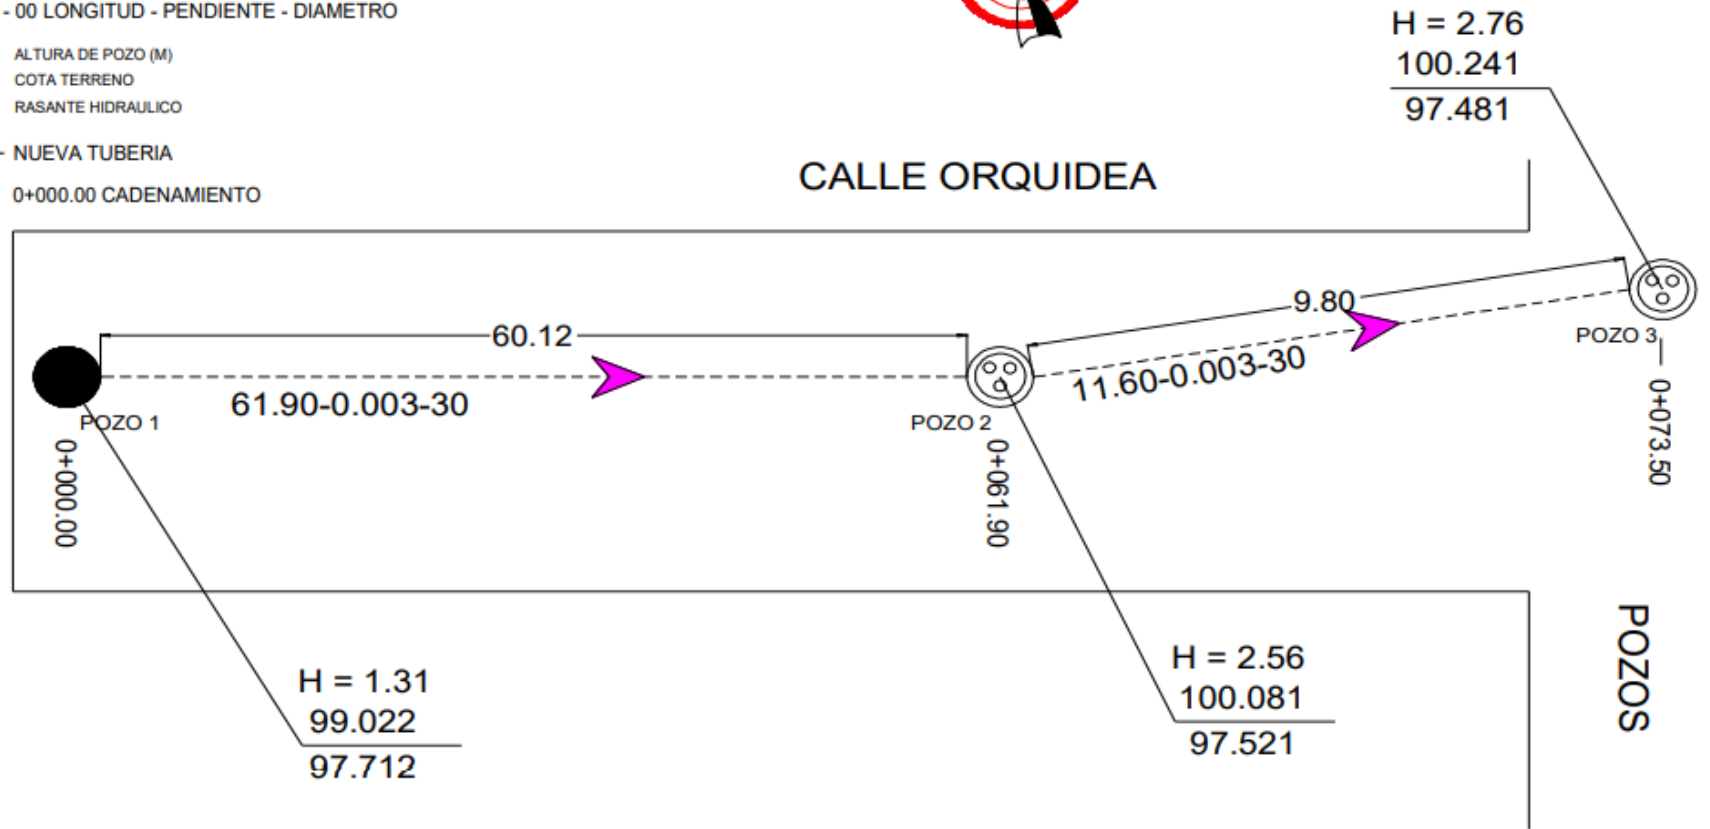 - 00 LONGITUD - PENDIENTE - DIAMETRO
ALTURA DE POZO (M)
COTA TERRENO
RASANTE HIDRAULICO
- NUEVA TUBERIA
0+000.00 CADENAMIENTO
CALLE ORQUIDEA
H = 2.76
100.241
97.481
60.12
9.80
61.90-0.003-30
11.60-0.003-30
POZO 1
POZO 2
POZO 3
0+000.00
0+061.90
0+073.50
H = 1.31
99.022
97.712
H = 2.56
100.081
97.521
POZOS